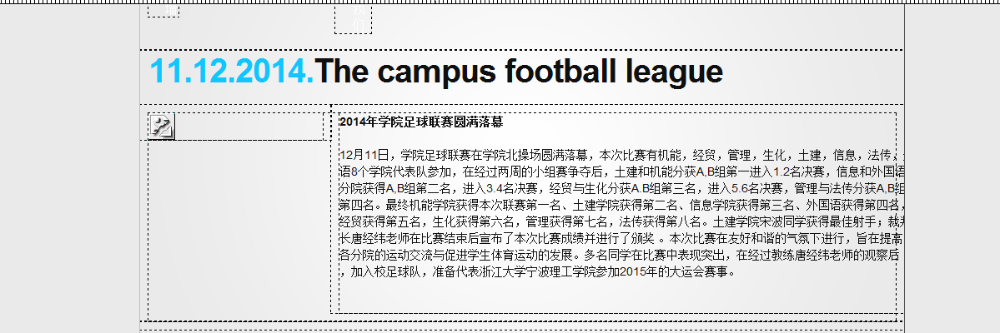 们
11.12.2014.The campus football league
2014年学院足球联赛圆满落幕
12月11日，学院足球联赛在学院北操场圆满落幕，本次比赛有机能，经贸，管理，生化，土建，信息，法传，
语8个学院代表队参加，在经过两周的小组赛争夺后，土建和机能分获A,B组第一进入1.2名决赛，信息和外国语
分院获得A,B组第二名，进入3.4名决赛，经贸与生化分获A.B组第三名，进入5.6名决赛，管理与法传分获A,B组
第四名。最终机能学院获得本次联赛第一名、土建学院获得第二名、信息学院获得第三名、外国语获得第四名，
经贸获得第五名，生化获得第六名，管理获得第七名，法传获得第八名。土建学院宋波同学获得最佳射手；裁判
长唐经纬老师在比赛结束后宣布了本次比赛成绩并进行了颁奖 。本次比赛在友好和谐的气氛下进行，旨在提高
各分院的运动交流与促进学生体育运动的发展。多名同学在比赛中表现突出，在经过教练唐经纬老师的观察后
，加入校足球队，准备代表浙江大学宁波理工学院参加2015年的大运会赛事。